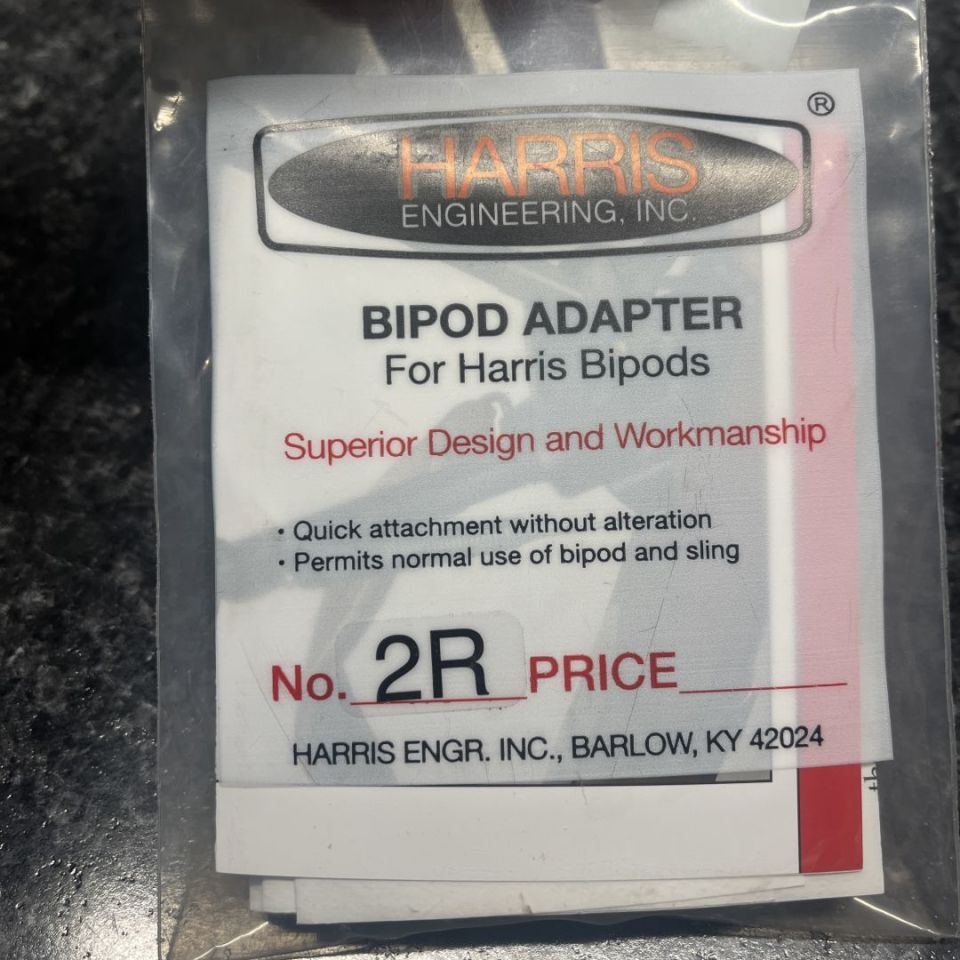 ®
HARRIS
ENGINEERING, INC.
BIPOD ADAPTER
For Harris Bipods
Superior Design and Workmanship
• Quick attachment without alteration
• Permits normal use of bipod and sling
No. 2R PRICE
HARRIS ENGR. INC., BARLOW, KY 42024